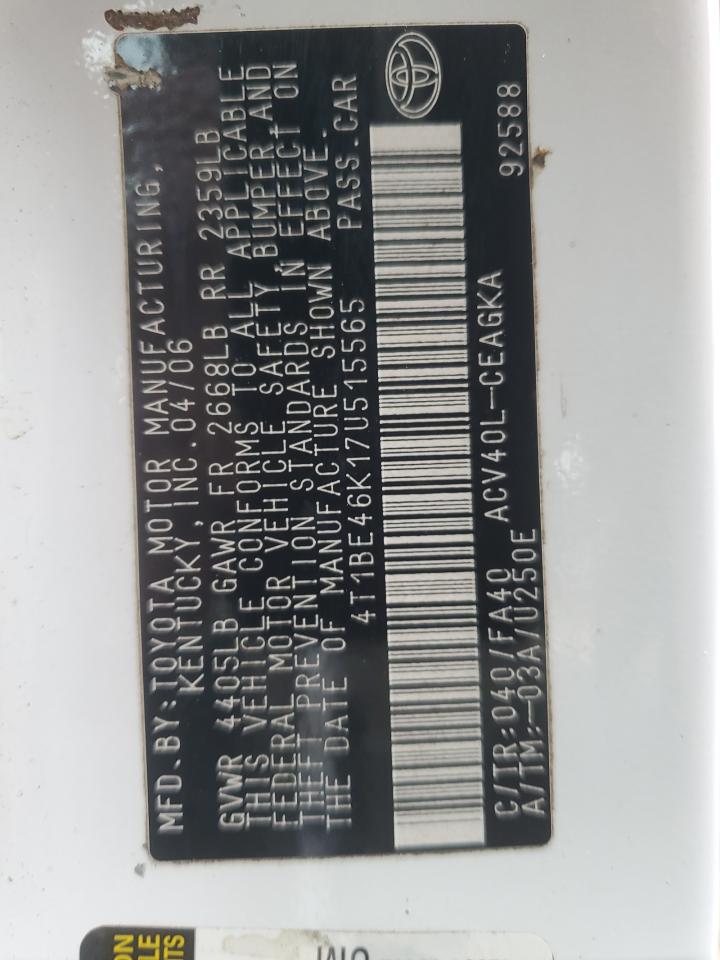 MFD.BY:TOYOTA MOTOR MANUFACTURING,
KENTUCKY,INC.04/06
GVWR 4405LB GAWR FR 2668LB RR 2359LB
THIS VEHICLE CONFORMS TO ALL APPLICABLE
FEDERAL MOTOR VEHICLE SAFETY,BUMPER,AND
THEFT PREVENTION STANDARDS IN EFFECT ON
THE DATE OF MANUFACTURE SHOWN ABOVE.
4T1BE46K17U515565 PASS.CAR
C/TR:040/FA40 ACV40L-CEAGKA 92588
A/TM:-03A/U250E